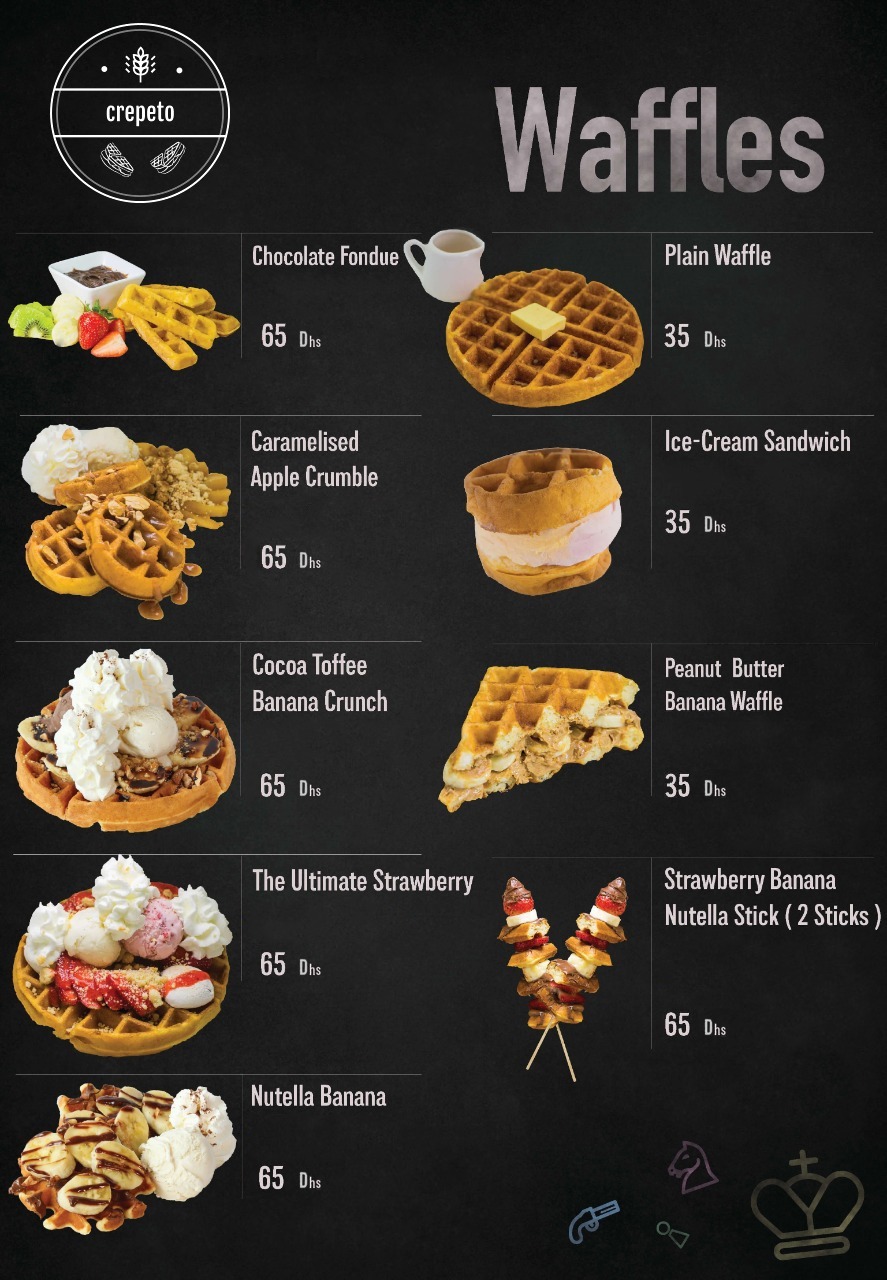 crepeto
Waffles
Chocolate Fondue
65 Dhs
Plain Waffle
35 Dhs
Caramelised
Apple Crumble
65 Dhs
Ice-Cream Sandwich
35 Dhs
Cocoa Toffee
Banana Crunch
65 Dhs
Peanut Butter
Banana Waffle
35 Dhs
The Ultimate Strawberry
65 Dhs
Strawberry Banana
Nutella Stick ( 2 Sticks )
65 Dhs
Nutella Banana
65 Dhs